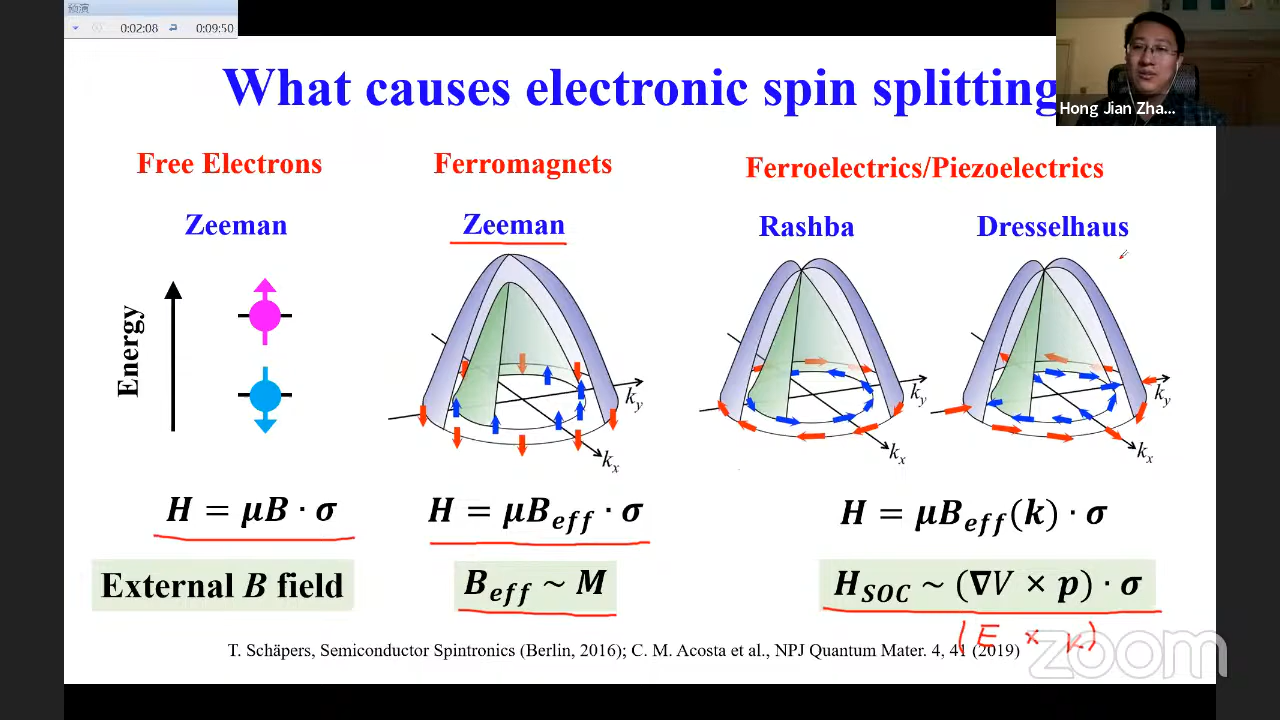 预演
0:02:08 0:09:50
What causes electronic spin splitting
Hong Jian Zha...
Free Electrons Ferromagnets Ferroelectrics/Piezoelectrics
Zeeman Zeeman Rashba Dresselhaus
Energy
k_y k_y k_y
k_x k_x k_x
H = μB · σ H = μB_eff · σ H = μB_eff(k) · σ
External B field B_eff ~ M H_SOC ~ (∇V × p) · σ
(E × k)
T. Schäpers, Semiconductor Spintronics (Berlin, 2016); C. M. Acosta et al., NPJ Quantum Mater. 4, 41 (2019)
zoom